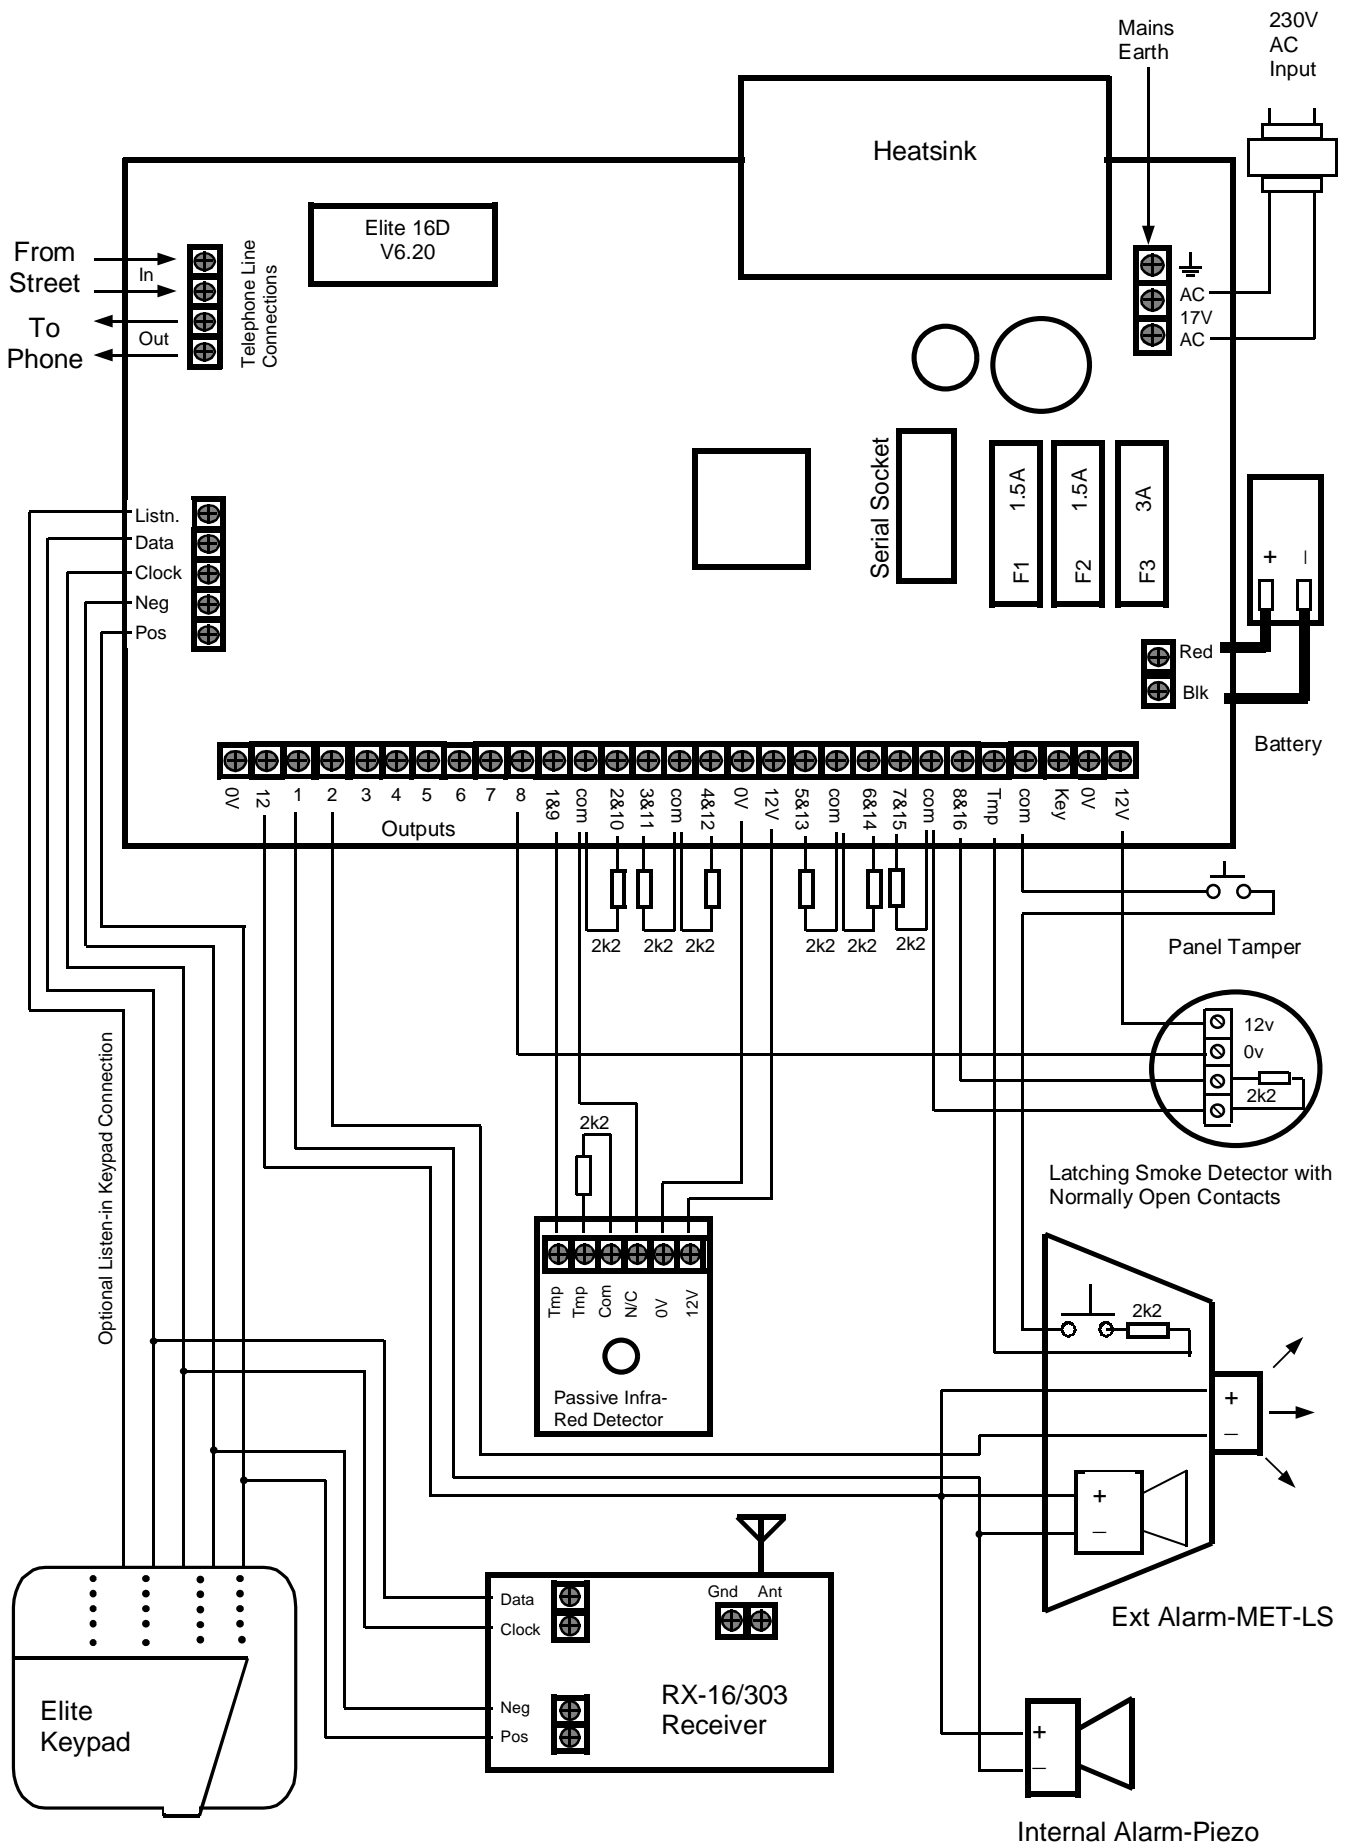 Mains
Earth
230V
AC
Input
Heatsink
Elite 16D
V6.20
From
Street
In
To
Phone
Out
Telephone Line
Connections
AC
17V
AC
Serial Socket
F1 1.5A
F2 1.5A
F3 3A
+ –
Listn.
Data
Clock
Neg
Pos
Red
Blk
Battery
0V 12 1 2 3 4 5 6 7 8 1&9 com 2&10 3&11 com 4&12 0V 12V 5&13 com 6&14 7&15 com 8&16 Tmp com Key 0V 12V
Outputs
2k2 2k2 2k2 2k2 2k2 2k2
Panel Tamper
12v
0v
2k2
Latching Smoke Detector with
Normally Open Contacts
Optional Listen-in Keypad Connection
2k2
Tmp Tmp Com N/C 0V 12V
Passive Infra-
Red Detector
2k2
+
–
+
–
Ext Alarm-MET-LS
Data
Clock
Gnd Ant
Neg
Pos
RX-16/303
Receiver
Elite
Keypad
+
–
Internal Alarm-Piezo